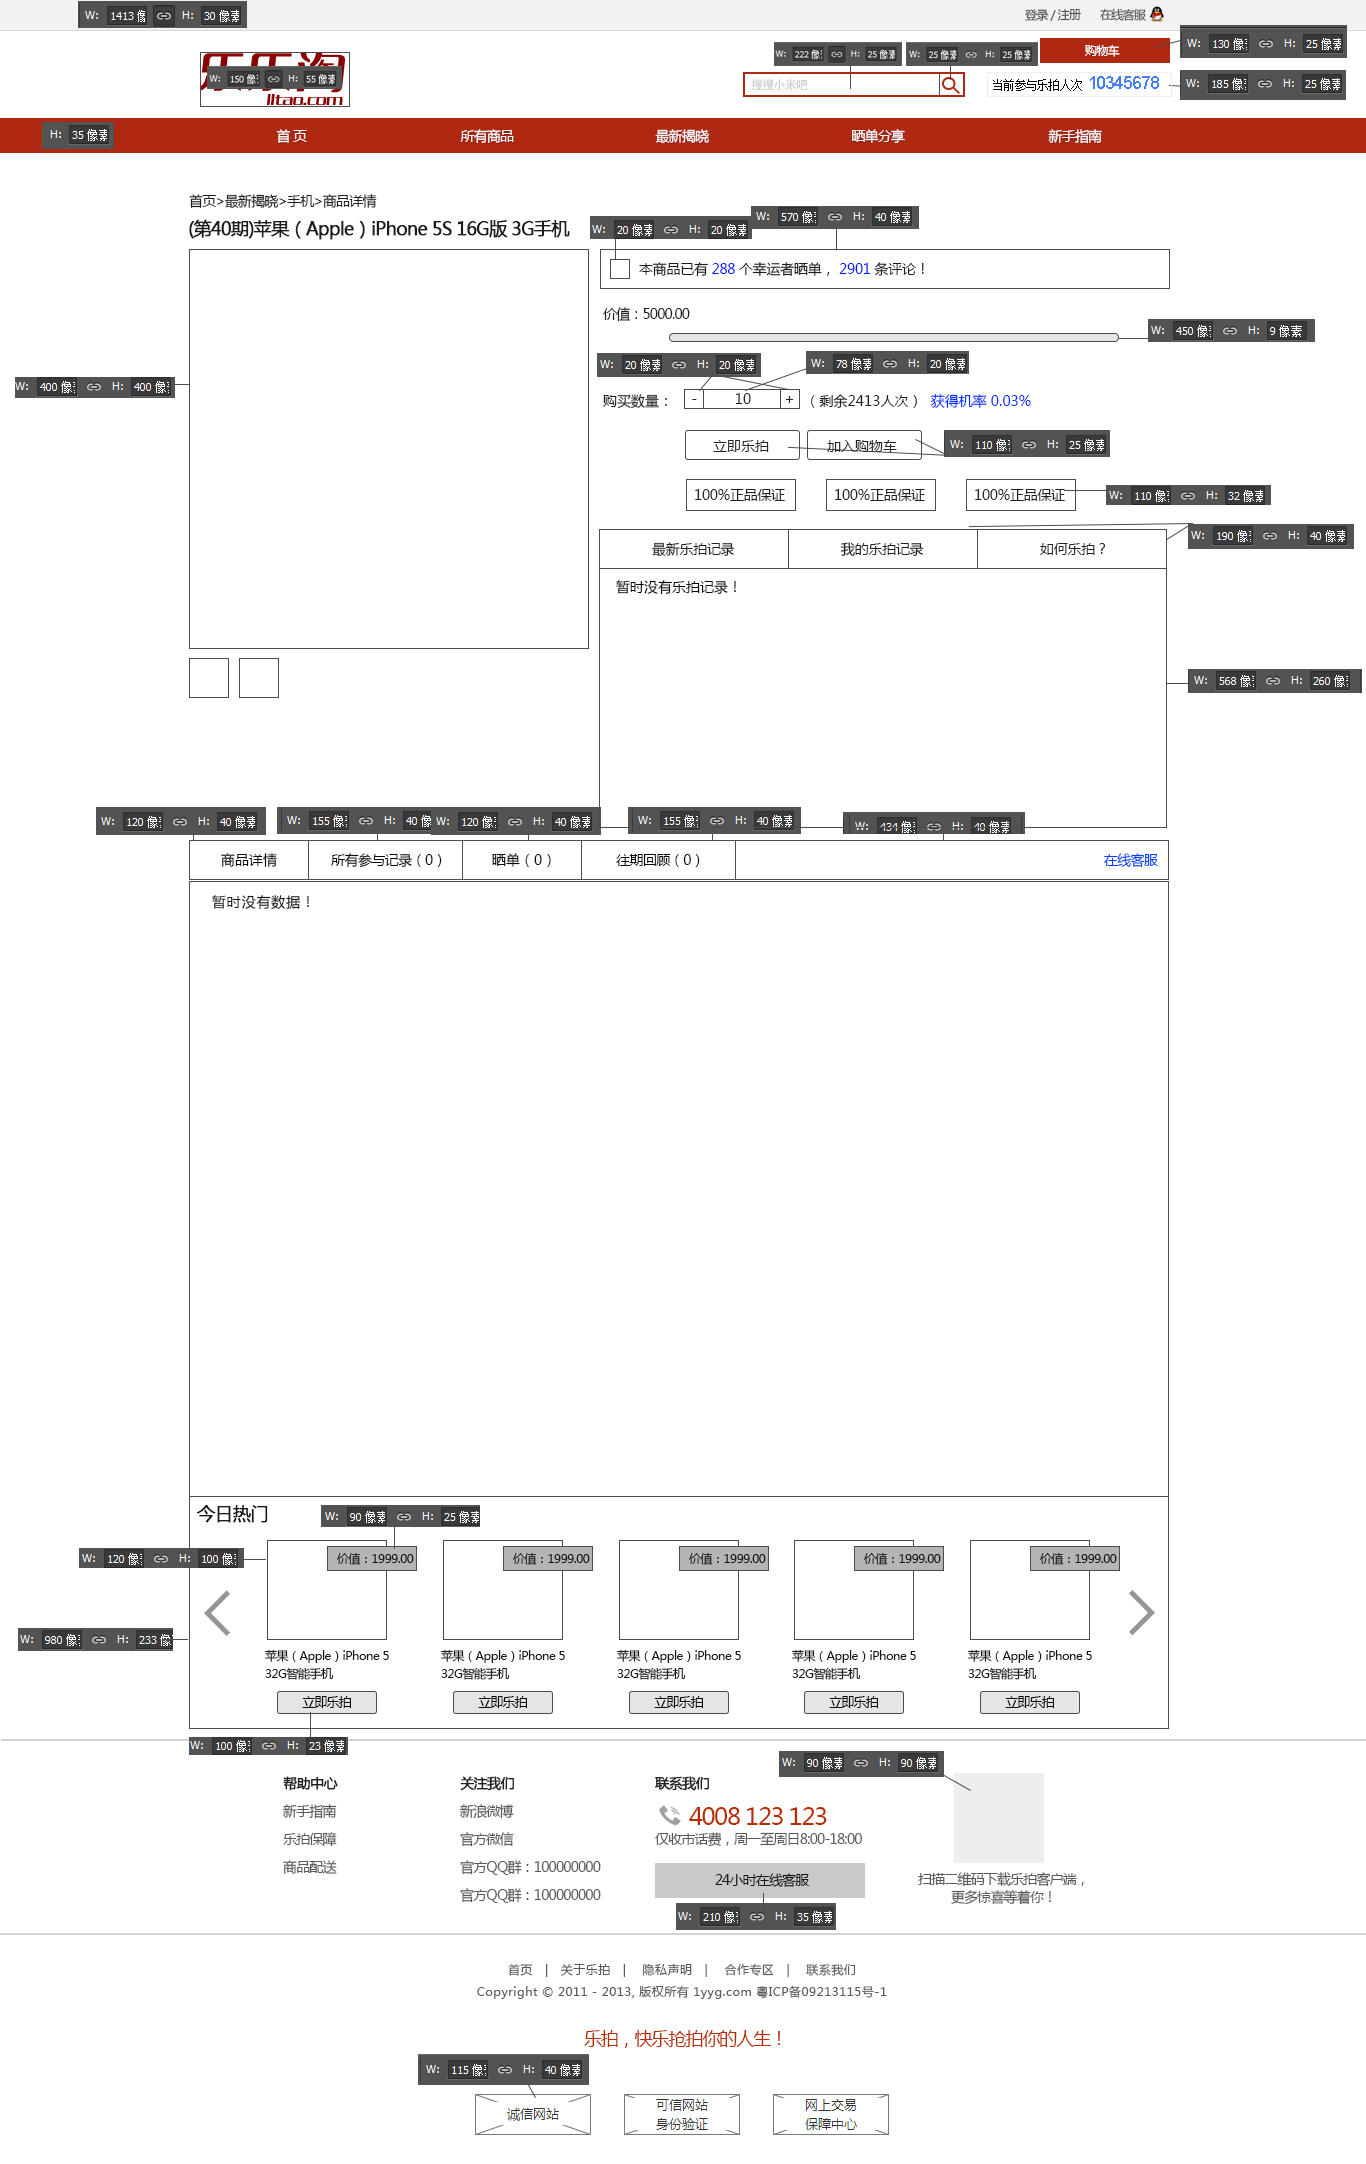 W: 1413 像 H: 30 像素
登录 / 注册 在线客服
乐乐淘
lltao.com
W: 150 像素 H: 55 像素
W: 222 像素 H: 25 像素
W: 25 像素 H: 25 像素
购物车
W: 130 像素 H: 25 像素
搜搜小米吧
当前参与乐拍人次 10345678
W: 185 像素 H: 25 像素
H: 35 像素
首 页 所有商品 最新揭晓 晒单分享 新手指南
首页>最新揭晓>手机>商品详情
(第40期)苹果（Apple）iPhone 5S 16G版 3G手机
W: 20 像素 H: 20 像素
W: 570 像素 H: 40 像素
本商品已有 288 个幸运者晒单， 2901 条评论！
价值：5000.00
W: 450 像素 H: 9 像素
W: 20 像素 H: 20 像素
W: 78 像素 H: 20 像素
W: 400 像素 H: 400 像素
购买数量： - 10 + （剩余2413人次） 获得机率 0.03%
立即乐拍 加入购物车
W: 110 像素 H: 25 像素
100%正品保证 100%正品保证 100%正品保证
W: 110 像素 H: 32 像素
W: 190 像素 H: 40 像素
最新乐拍记录 我的乐拍记录 如何乐拍？
暂时没有乐拍记录！
W: 568 像素 H: 260 像素
W: 120 像素 H: 40 像素
W: 155 像素 H: 40 像
W: 120 像素 H: 40 像素
W: 155 像素 H: 40 像素
W: 434 像素 H: 40 像素
商品详情 所有参与记录（0） 晒单（0） 往期回顾（0） 在线客服
暂时没有数据！
今日热门
W: 90 像素 H: 25 像素
W: 120 像素 H: 100 像素
价值：1999.00 价值：1999.00 价值：1999.00 价值：1999.00 价值：1999.00
W: 980 像素 H: 233 像素
苹果（Apple）iPhone 5 苹果（Apple）iPhone 5 苹果（Apple）iPhone 5 苹果（Apple）iPhone 5 苹果（Apple）iPhone 5
32G智能手机 32G智能手机 32G智能手机 32G智能手机 32G智能手机
立即乐拍 立即乐拍 立即乐拍 立即乐拍 立即乐拍
W: 100 像素 H: 23 像素
W: 90 像素 H: 90 像素
帮助中心 关注我们 联系我们
新手指南 新浪微博 4008 123 123
乐拍保障 官方微信 仅收市话费，周一至周日8:00-18:00
商品配送 官方QQ群：100000000
24小时在线客服
官方QQ群：100000000
扫描二维码下载乐拍客户端，
更多惊喜等着你！
W: 210 像素 H: 35 像素
首页 | 关于乐拍 | 隐私声明 | 合作专区 | 联系我们
Copyright © 2011 - 2013, 版权所有 1yyg.com 粤ICP备09213115号-1
乐拍，快乐抢拍你的人生！
W: 115 像素 H: 40 像素
诚信网站
可信网站
身份验证
网上交易
保障中心